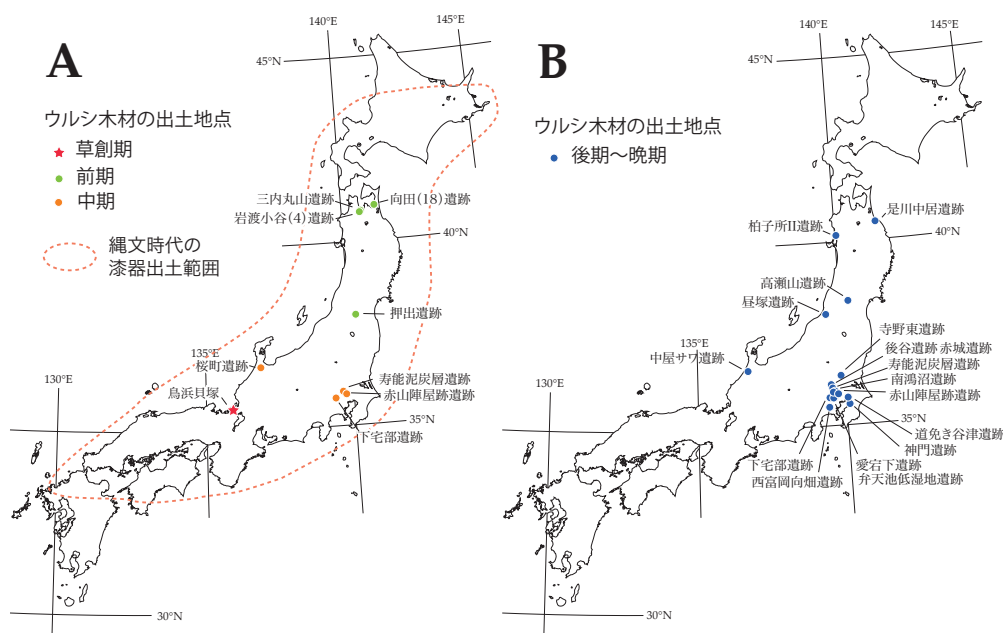 A
140°E
145°E
45°N
ウルシ木材の出土地点
草創期
前期
中期
縄文時代の
漆器出土範囲
三内丸山遺跡
向田(18)遺跡
岩渡小谷(4)遺跡
40°N
押出遺跡
135°E
桜町遺跡
鳥浜貝塚
130°E
寿能泥炭層遺跡
赤山陣屋跡遺跡
35°N
下宅部遺跡
30°N
B
140°E
145°E
45°N
ウルシ木材の出土地点
後期〜晩期
是川中居遺跡
柏子所II遺跡
40°N
高瀬山遺跡
昼塚遺跡
寺野東遺跡
135°E
中屋サワ遺跡
後谷遺跡 赤城遺跡
寿能泥炭層遺跡
南鴻沼遺跡
赤山陣屋跡遺跡
130°E
35°N
道免き谷津遺跡
神門遺跡
下宅部遺跡
愛宕下遺跡
西富岡向畑遺跡
弁天池低湿地遺跡
30°N